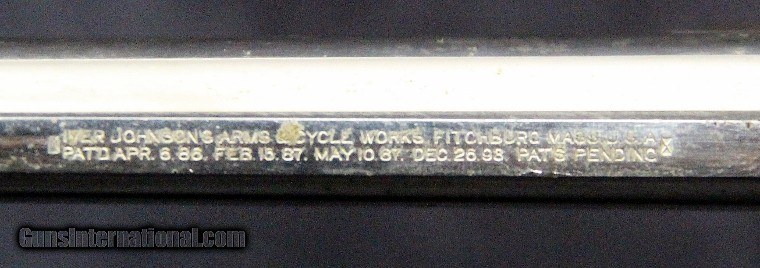 IVER JOHNSON'S ARMS & CYCLE WORKS. FITCHBURG MASS. U.S.A.
PAT'D APR. 6. 86. FEB. 15. 87. MAY 10. 87. DEC. 26. 93. PAT'S PENDING
GunsInternational.com